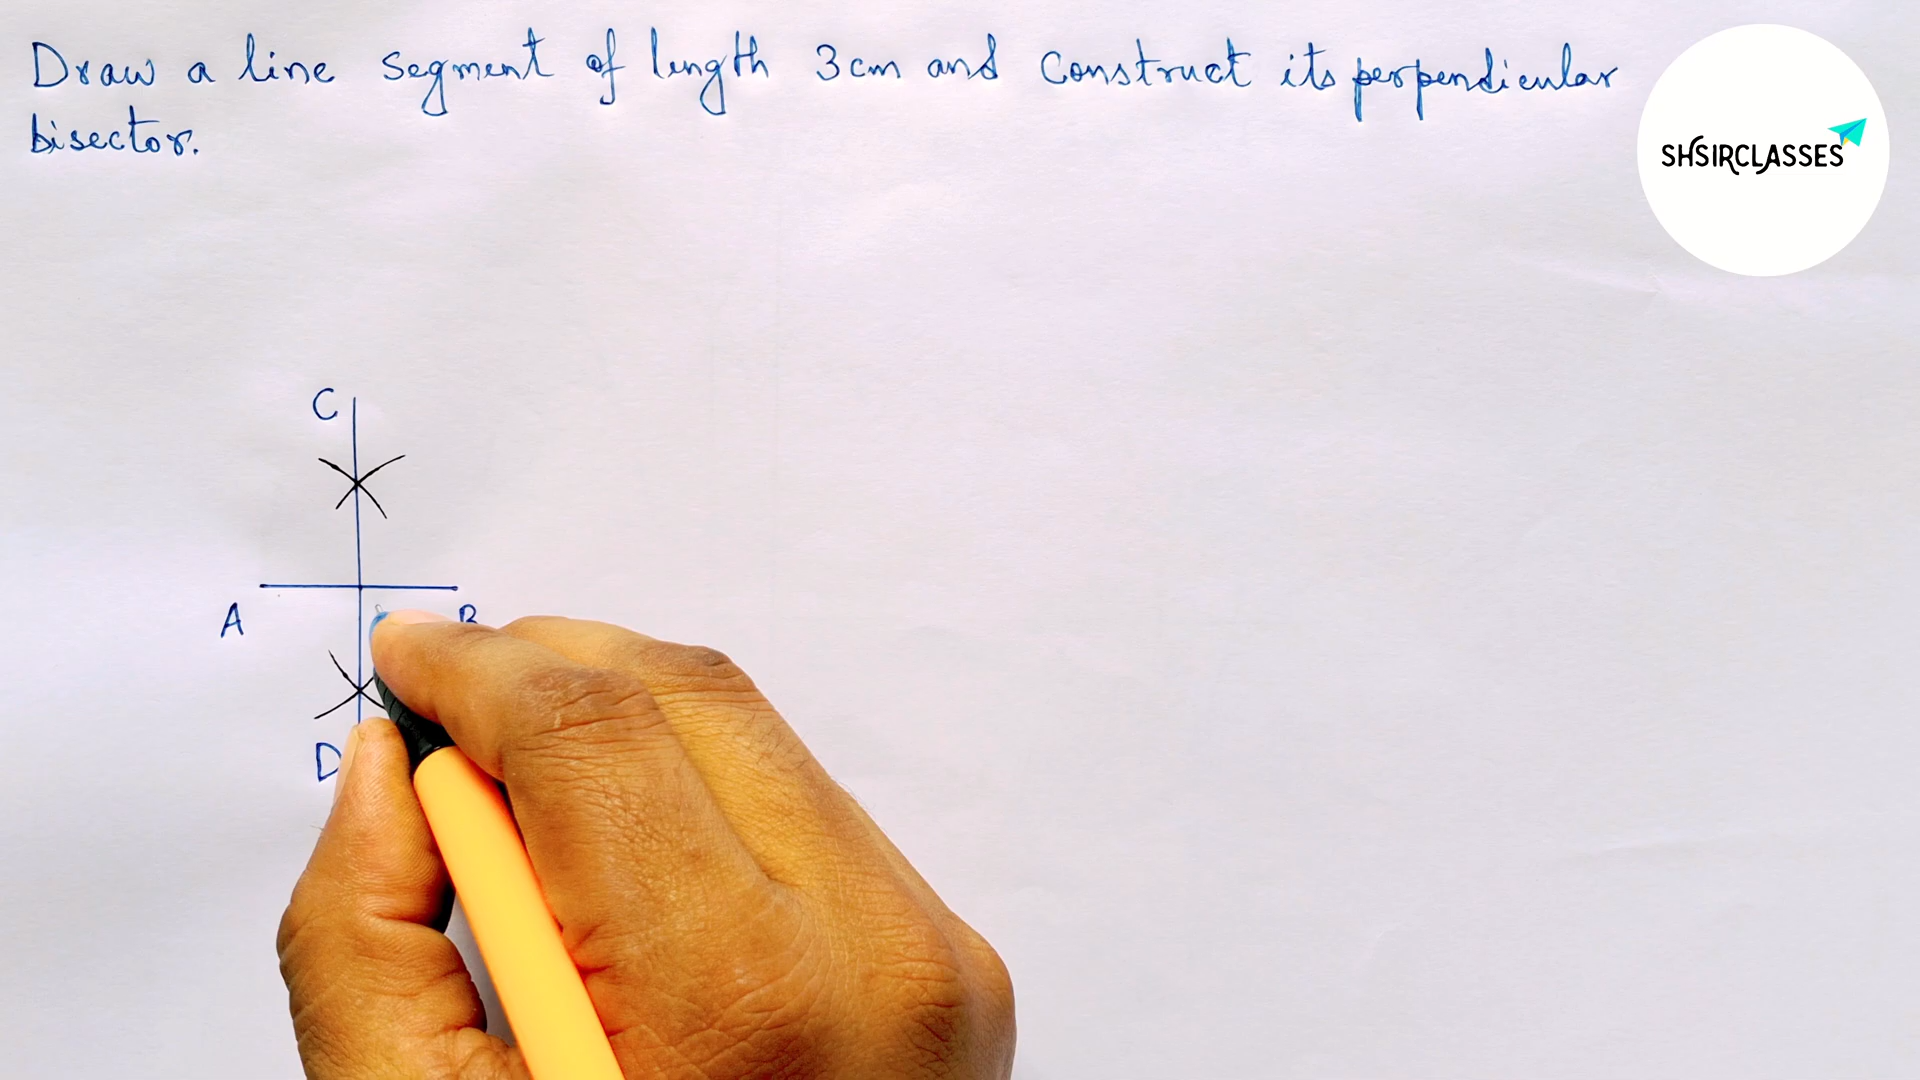 Draw a line segment of length 3cm and construct its perpendicular
bisector.
SHSIRCLASSES
C
A B
D